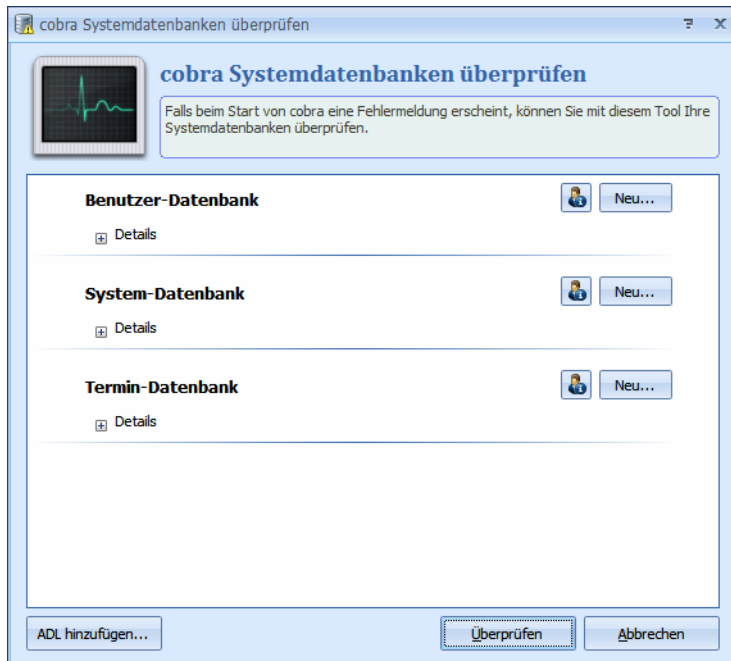 cobra Systemdatenbanken überprüfen
cobra Systemdatenbanken überprüfen
Falls beim Start von cobra eine Fehlermeldung erscheint, können Sie mit diesem Tool Ihre
Systemdatenbanken überprüfen.
Benutzer-Datenbank
Neu...
Details
System-Datenbank
Neu...
Details
Termin-Datenbank
Neu...
Details
ADL hinzufügen...
Überprüfen
Abbrechen